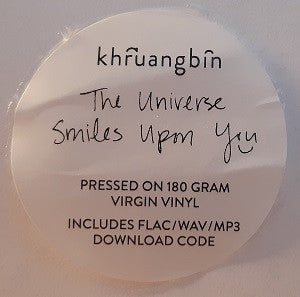 khruangbin
The Universe
Smiles Upon You
PRESSED ON 180 GRAM
VIRGIN VINYL
INCLUDES FLAC/WAV/MP3
DOWNLOAD CODE